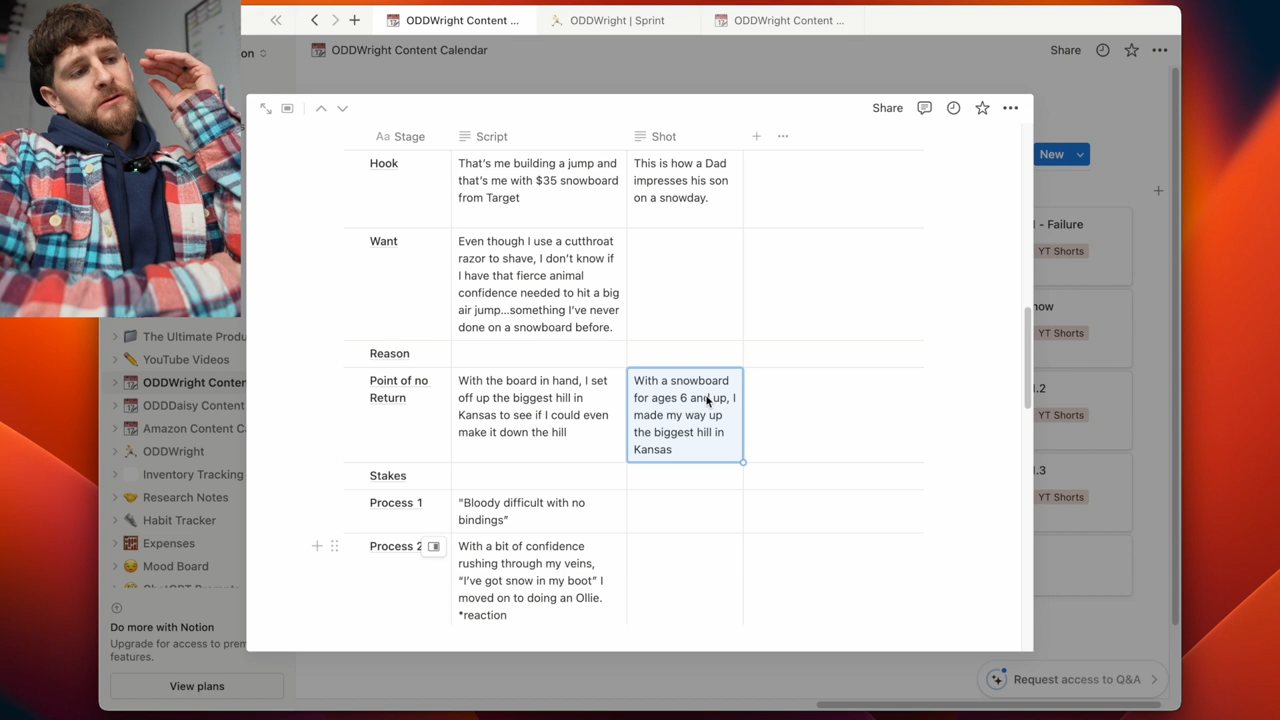 ODDWright Content ...
ODDWright | Sprint
ODDWright Content ...
on
ODDWright Content Calendar
Share
Share
Aa Stage
Script
Shot
New
Hook
That's me building a jump and
that's me with $35 snowboard
from Target
This is how a Dad
impresses his son
on a snowday.
Want
Even though I use a cutthroat
razor to shave, I don't know if
I have that fierce animal
confidence needed to hit a big
air jump...something I've never
done on a snowboard before.
Reason
Point of no
Return
With the board in hand, I set
off up the biggest hill in
Kansas to see if I could even
make it down the hill
With a snowboard
for ages 6 and up, I
made my way up
the biggest hill in
Kansas
Stakes
Process 1
"Bloody difficult with no
bindings"
Process 2
With a bit of confidence
rushing through my veins,
“I've got snow in my boot” I
moved on to doing an Ollie.
*reaction
- Failure
YT Shorts
now
YT Shorts
.2
YT Shorts
.3
YT Shorts
The Ultimate Produ
YouTube Videos
ODDWright Conten
ODDDaisy Content
Amazon Content C
ODDWright
Inventory Tracking
Research Notes
Habit Tracker
Expenses
Mood Board
Do more with Notion
Upgrade for access to prem
features.
View plans
Request access to Q&A